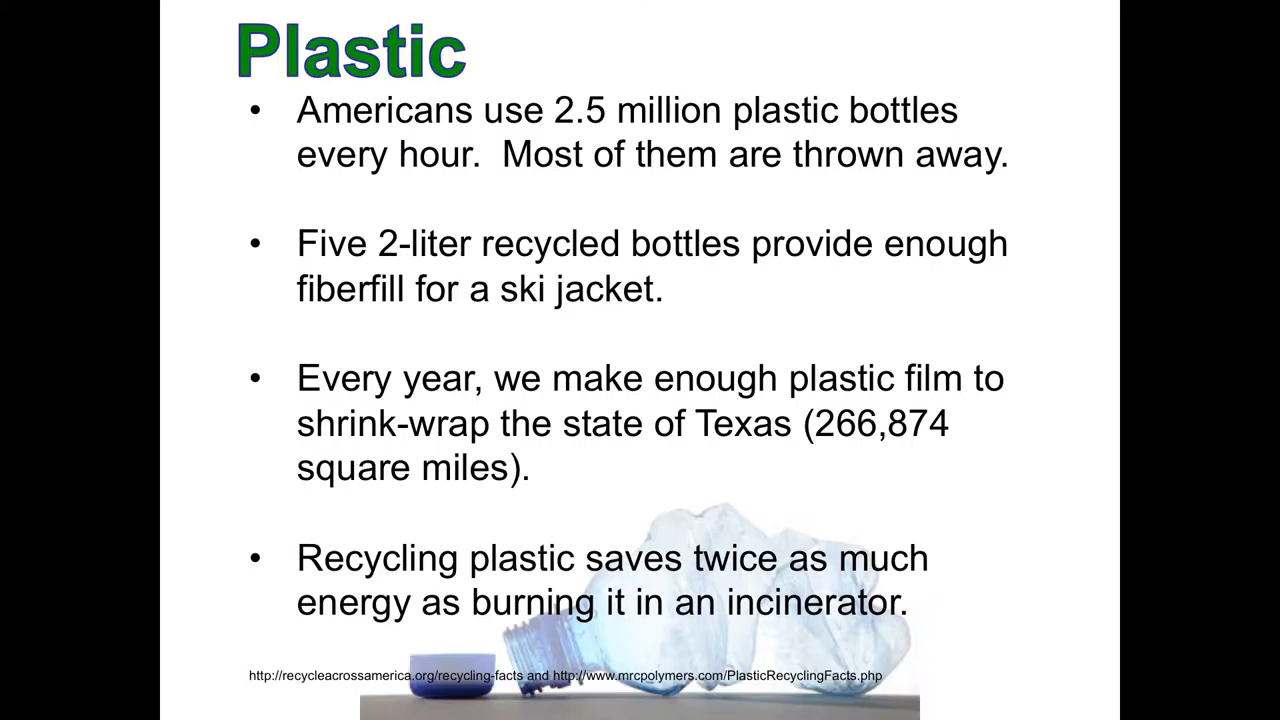 Plastic
• Americans use 2.5 million plastic bottles
every hour.  Most of them are thrown away.
• Five 2-liter recycled bottles provide enough
fiberfill for a ski jacket.
• Every year, we make enough plastic film to
shrink-wrap the state of Texas (266,874
square miles).
• Recycling plastic saves twice as much
energy as burning it in an incinerator.
http://recycleacrossamerica.org/recycling-facts and http://www.mrcpolymers.com/PlasticRecyclingFacts.php